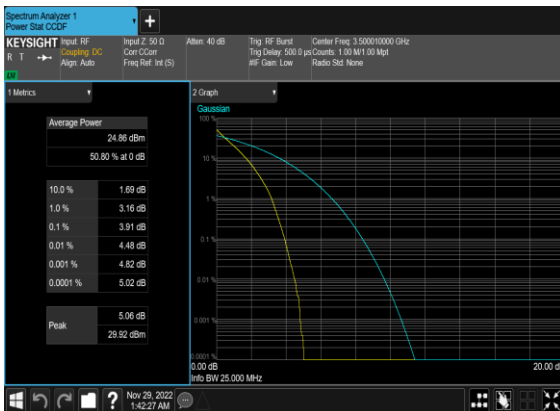 Spectrum Analyzer 1
Power Stat CCDF
+
KEYSIGHT
R T
LV
Input: RF
Coupling: DC
Align: Auto
Input Z: 50 Ω
Corr CCorr
Freq Ref: Int (S)
Atten: 40 dB
Trig: RF Burst
Trig Delay: 500.0 µs
#IF Gain: Low
Center Freq: 3.500010000 GHz
Counts: 1.00 M/1.00 Mpt
Radio Std: None
1 Metrics
Average Power
24.86 dBm
50.80 % at 0 dB
10.0 % 1.69 dB
1.0 % 3.16 dB
0.1 % 3.91 dB
0.01 % 4.48 dB
0.001 % 4.82 dB
0.0001 % 5.02 dB
Peak
5.06 dB
29.92 dBm
2 Graph
Gaussian
100 %
10 %
1 %
0.1 %
0.01 %
0.001 %
0.0001 %
0.00 dB
20.00 d
Info BW 25.000 MHz
?
Nov 29, 2022
1:42:27 AM